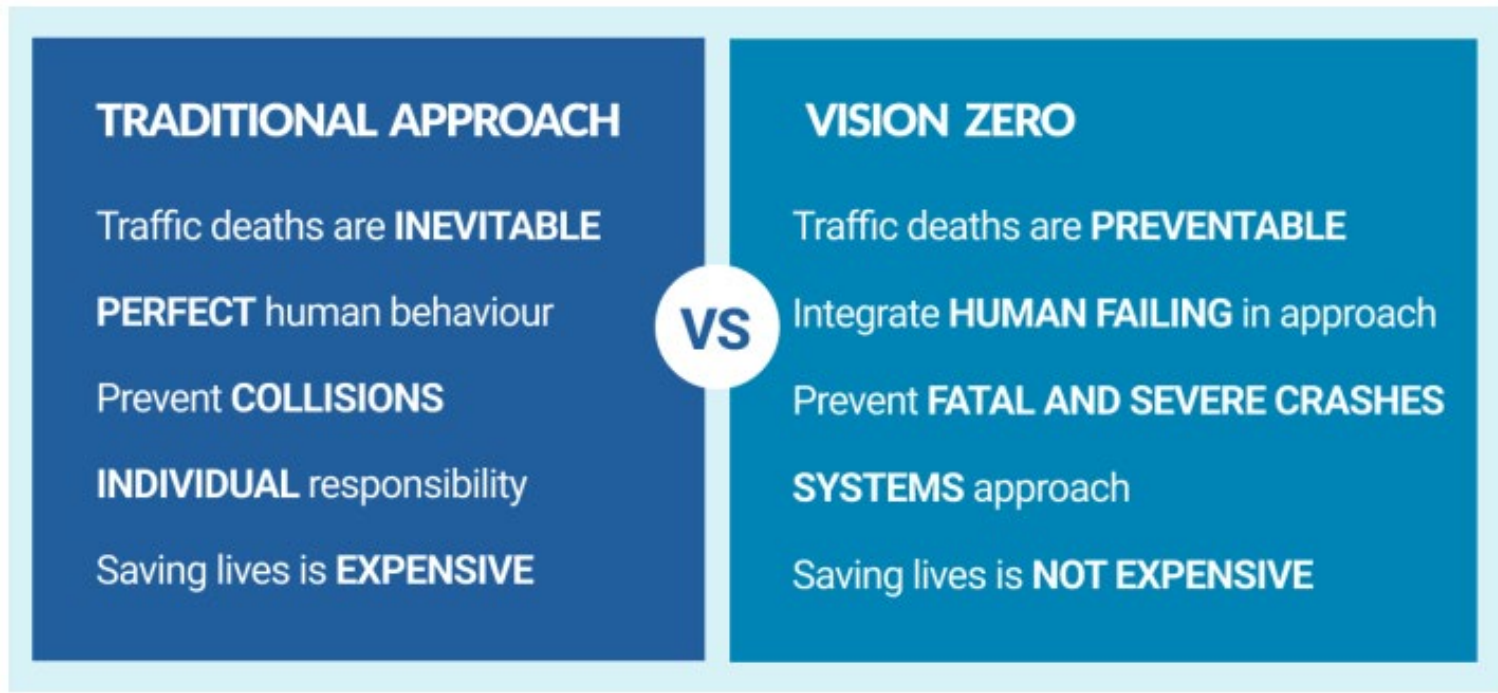 TRADITIONAL APPROACH
Traffic deaths are INEVITABLE
PERFECT human behaviour
Prevent COLLISIONS
INDIVIDUAL responsibility
Saving lives is EXPENSIVE
VS
VISION ZERO
Traffic deaths are PREVENTABLE
Integrate HUMAN FAILING in approach
Prevent FATAL AND SEVERE CRASHES
SYSTEMS approach
Saving lives is NOT EXPENSIVE